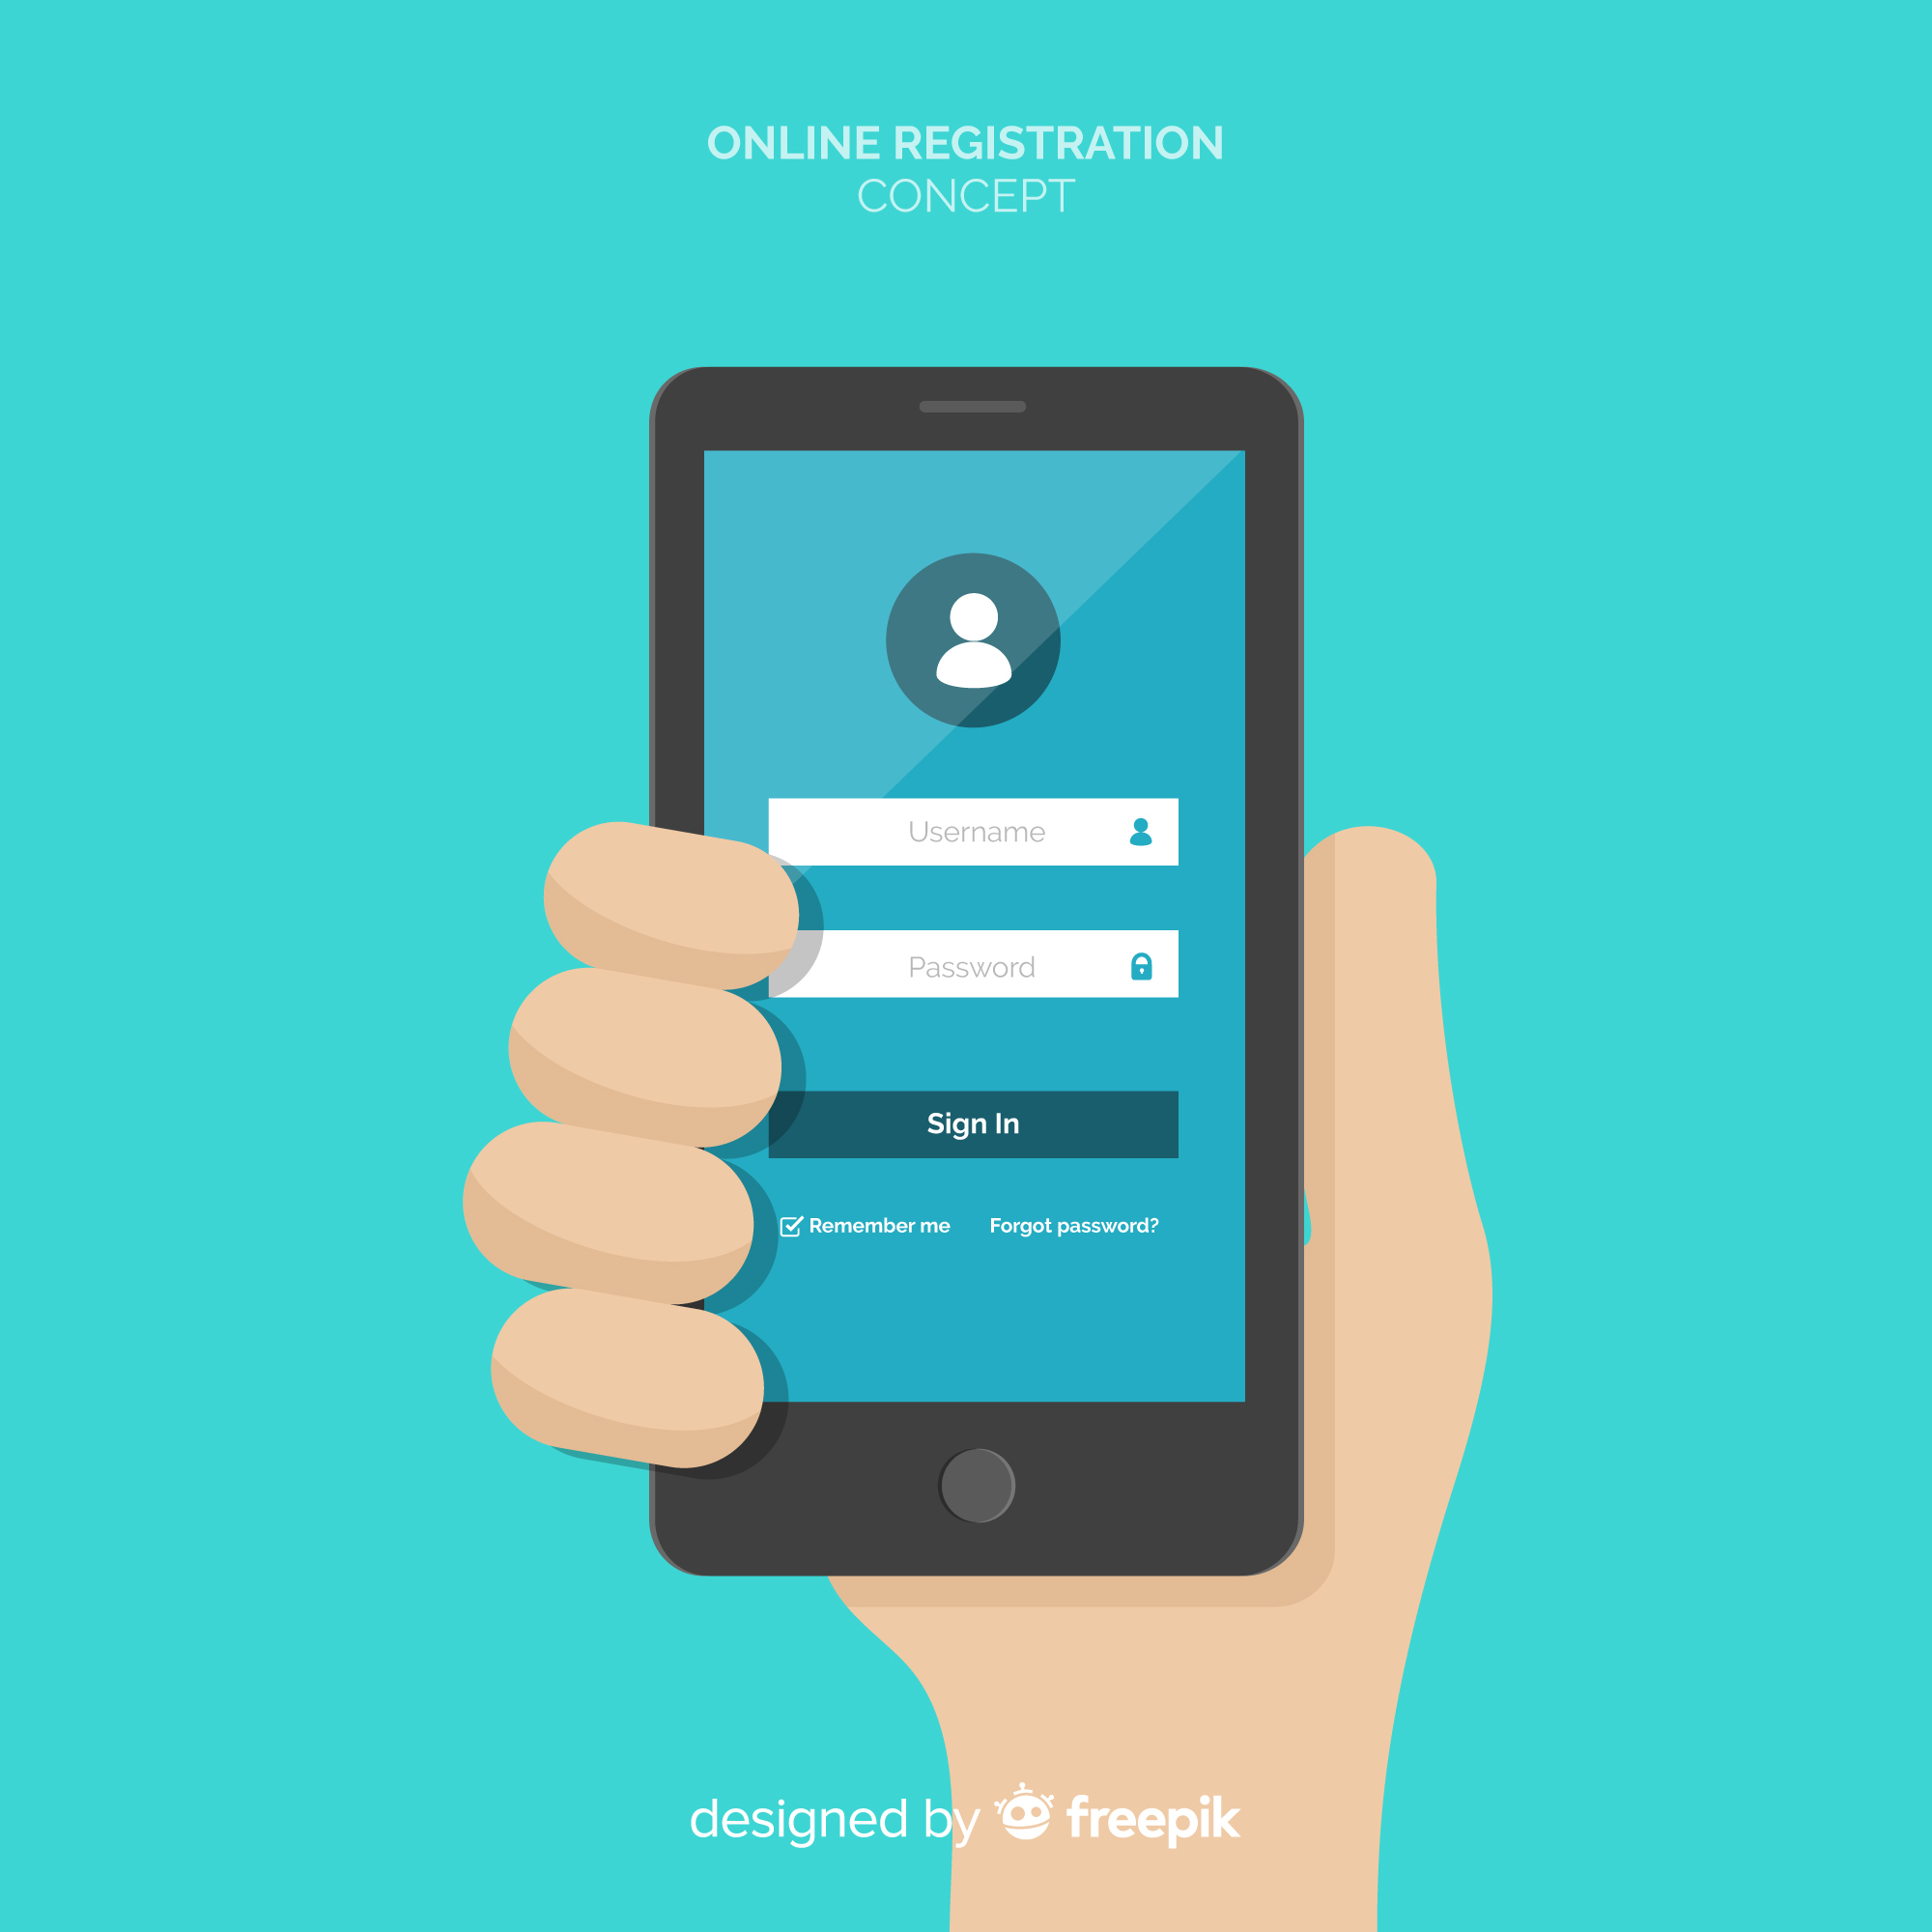 ONLINE REGISTRATION
CONCEPT
Username
Password
Sign In
Remember me Forgot password?
designed by freepik